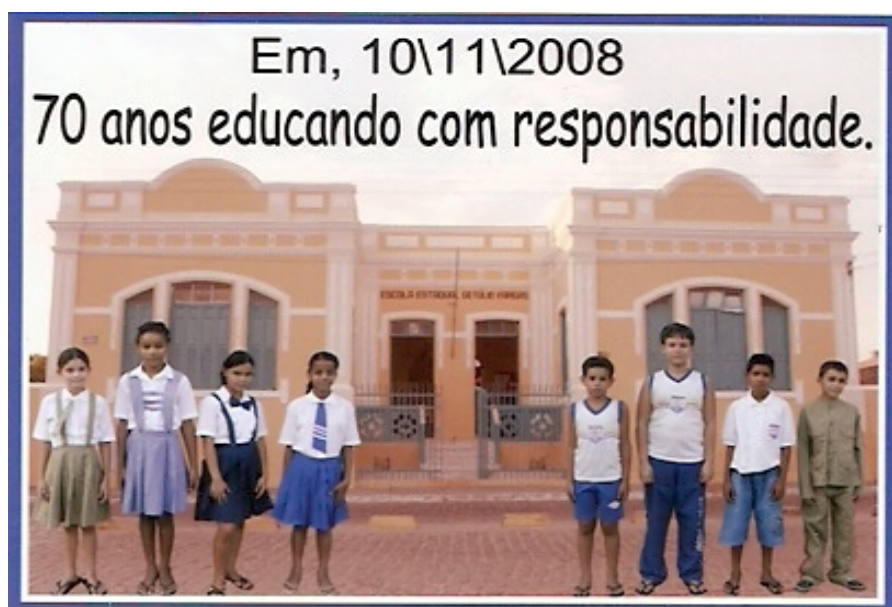 Em, 10\11\2008
70 anos educando com responsabilidade.
ESCOLA ESTADUAL GETÚLIO VARGAS